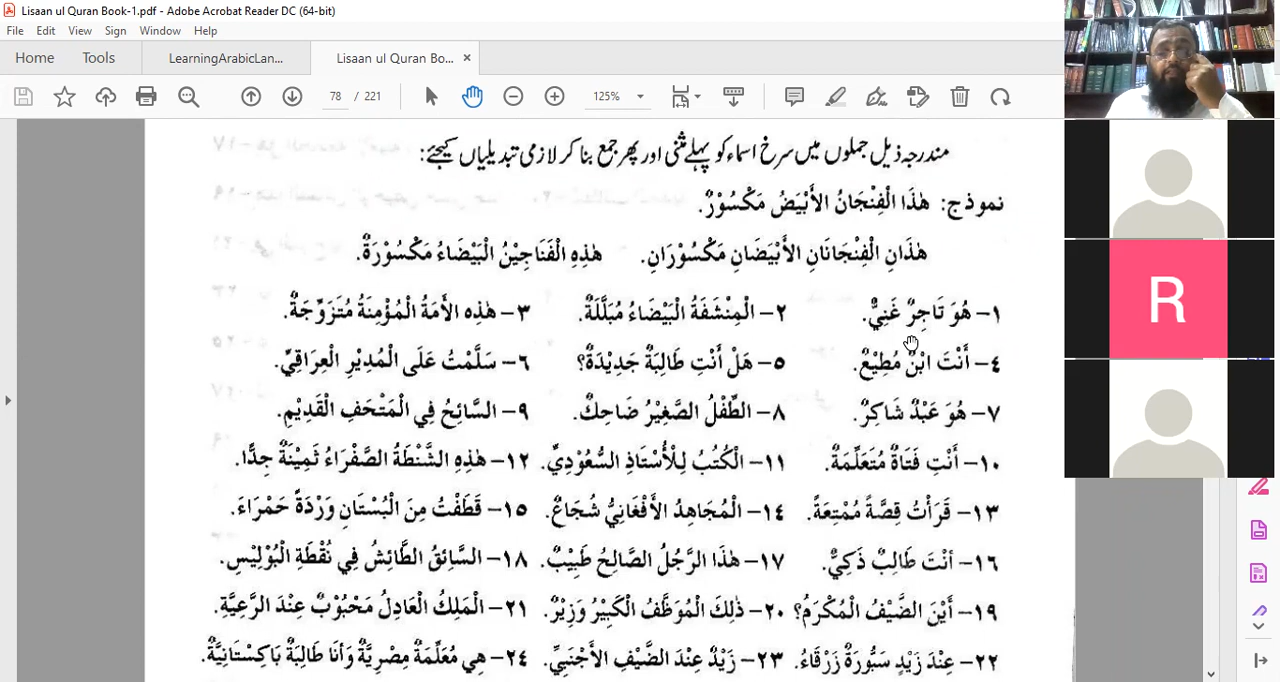 Lisaan ul Quran Book-1.pdf - Adobe Acrobat Reader DC (64-bit)
File Edit View Sign Window Help
Home Tools LearningArabicLan... Lisaan ul Quran Bo... ×
78 / 221 125%
مندرجہ ذیل جملوں میں سرخ اسماء کو پہلے مثنی اور پھر جمع بنا کر لازمی تبدیلیاں کیجئے:
نموذج: هٰذَا الْفِنْجَانُ الأَبْيَضُ مَكْسُوْرٌ.
هٰذَانِ الْفِنْجَانَانِ الأَبْيَضَانِ مَكْسُوْرَانِ. هٰذِهِ الْفَنَاجِيْنُ الْبَيْضَاءُ مَكْسُوْرَةٌ.
١- هُوَ تَاجِرٌ غَنِيٌّ. ٢- الْمِنْشَفَةُ الْبَيْضَاءُ مُبَلَّلَةٌ. ٣- هٰذِهِ الأَمَةُ الْمُؤْمِنَةُ مُتَزَوِّجَةٌ.
٤- أَنْتَ ابْنٌ مُطِيْعٌ. ٥- هَلْ أَنْتِ طَالِبَةٌ جَدِيْدَةٌ؟ ٦- سَلَّمْتُ عَلَى الْمُدِيْرِ الْعِرَاقِيِّ.
٧- هُوَ عَبْدٌ شَاكِرٌ. ٨- الطِّفْلُ الصَّغِيْرُ ضَاحِكٌ. ٩- السَّائِحُ فِي الْمَتْحَفِ الْقَدِيْمِ.
١٠- أَنْتِ فَتَاةٌ مُتَعَلِّمَةٌ. ١١- الْكُتُبُ لِلْأُسْتَاذِ السُّعُوْدِيِّ. ١٢- هٰذِهِ الشَّنْطَةُ الصَّفْرَاءُ ثَمِيْنَةٌ جِدًّا.
١٣- قَرَأْتُ قِصَّةً مُمْتِعَةً. ١٤- الْمُجَاهِدُ الأَفْغَانِيُّ شُجَاعٌ. ١٥- قَطَفْتُ مِنَ الْبُسْتَانِ وَرْدَةً حَمْرَاءَ.
١٦- أَنْتَ طَالِبٌ ذَكِيٌّ. ١٧- هٰذَا الرَّجُلُ الصَّالِحُ طَبِيْبٌ. ١٨- السَّائِقُ الطَّائِشُ فِي نُقْطَةِ الْبُوْلِيْسِ.
١٩- أَيْنَ الضَّيْفُ الْمُكْرَمُ؟ ٢٠- ذٰلِكَ الْمُوَظَّفُ الْكَبِيْرُ وَزِيْرٌ. ٢١- الْمَلِكُ الْعَادِلُ مَحْبُوْبٌ عِنْدَ الرَّعِيَّةِ.
٢٢- عِنْدَ زَيْدٍ سَبُّورَةٌ زَرْقَاءُ. ٢٣- زَيْدٌ عِنْدَ الضَّيْفِ الأَجْنَبِيِّ. ٢٤- هِي مُعَلِّمَةٌ مِصْرِيَّةٌ وَأَنَا طَالِبَةٌ بَاكِسْتَانِيَّةٌ.
R